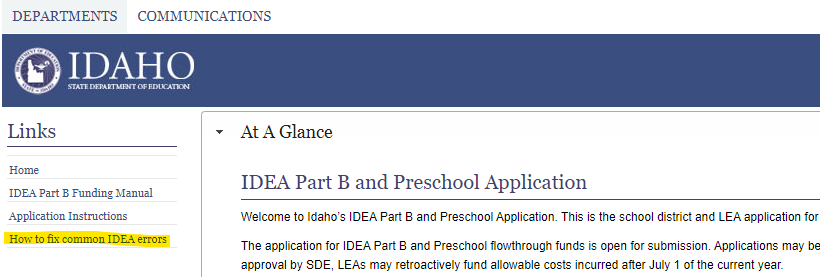 DEPARTMENTS COMMUNICATIONS
IDAHO
STATE DEPARTMENT OF EDUCATION
Links
Home
IDEA Part B Funding Manual
Application Instructions
How to fix common IDEA errors
At A Glance
IDEA Part B and Preschool Application
Welcome to Idaho's IDEA Part B and Preschool Application. This is the school district and LEA application for
The application for IDEA Part B and Preschool flowthrough funds is open for submission. Applications may be
approval by SDE, LEAs may retroactively fund allowable costs incurred after July 1 of the current year.